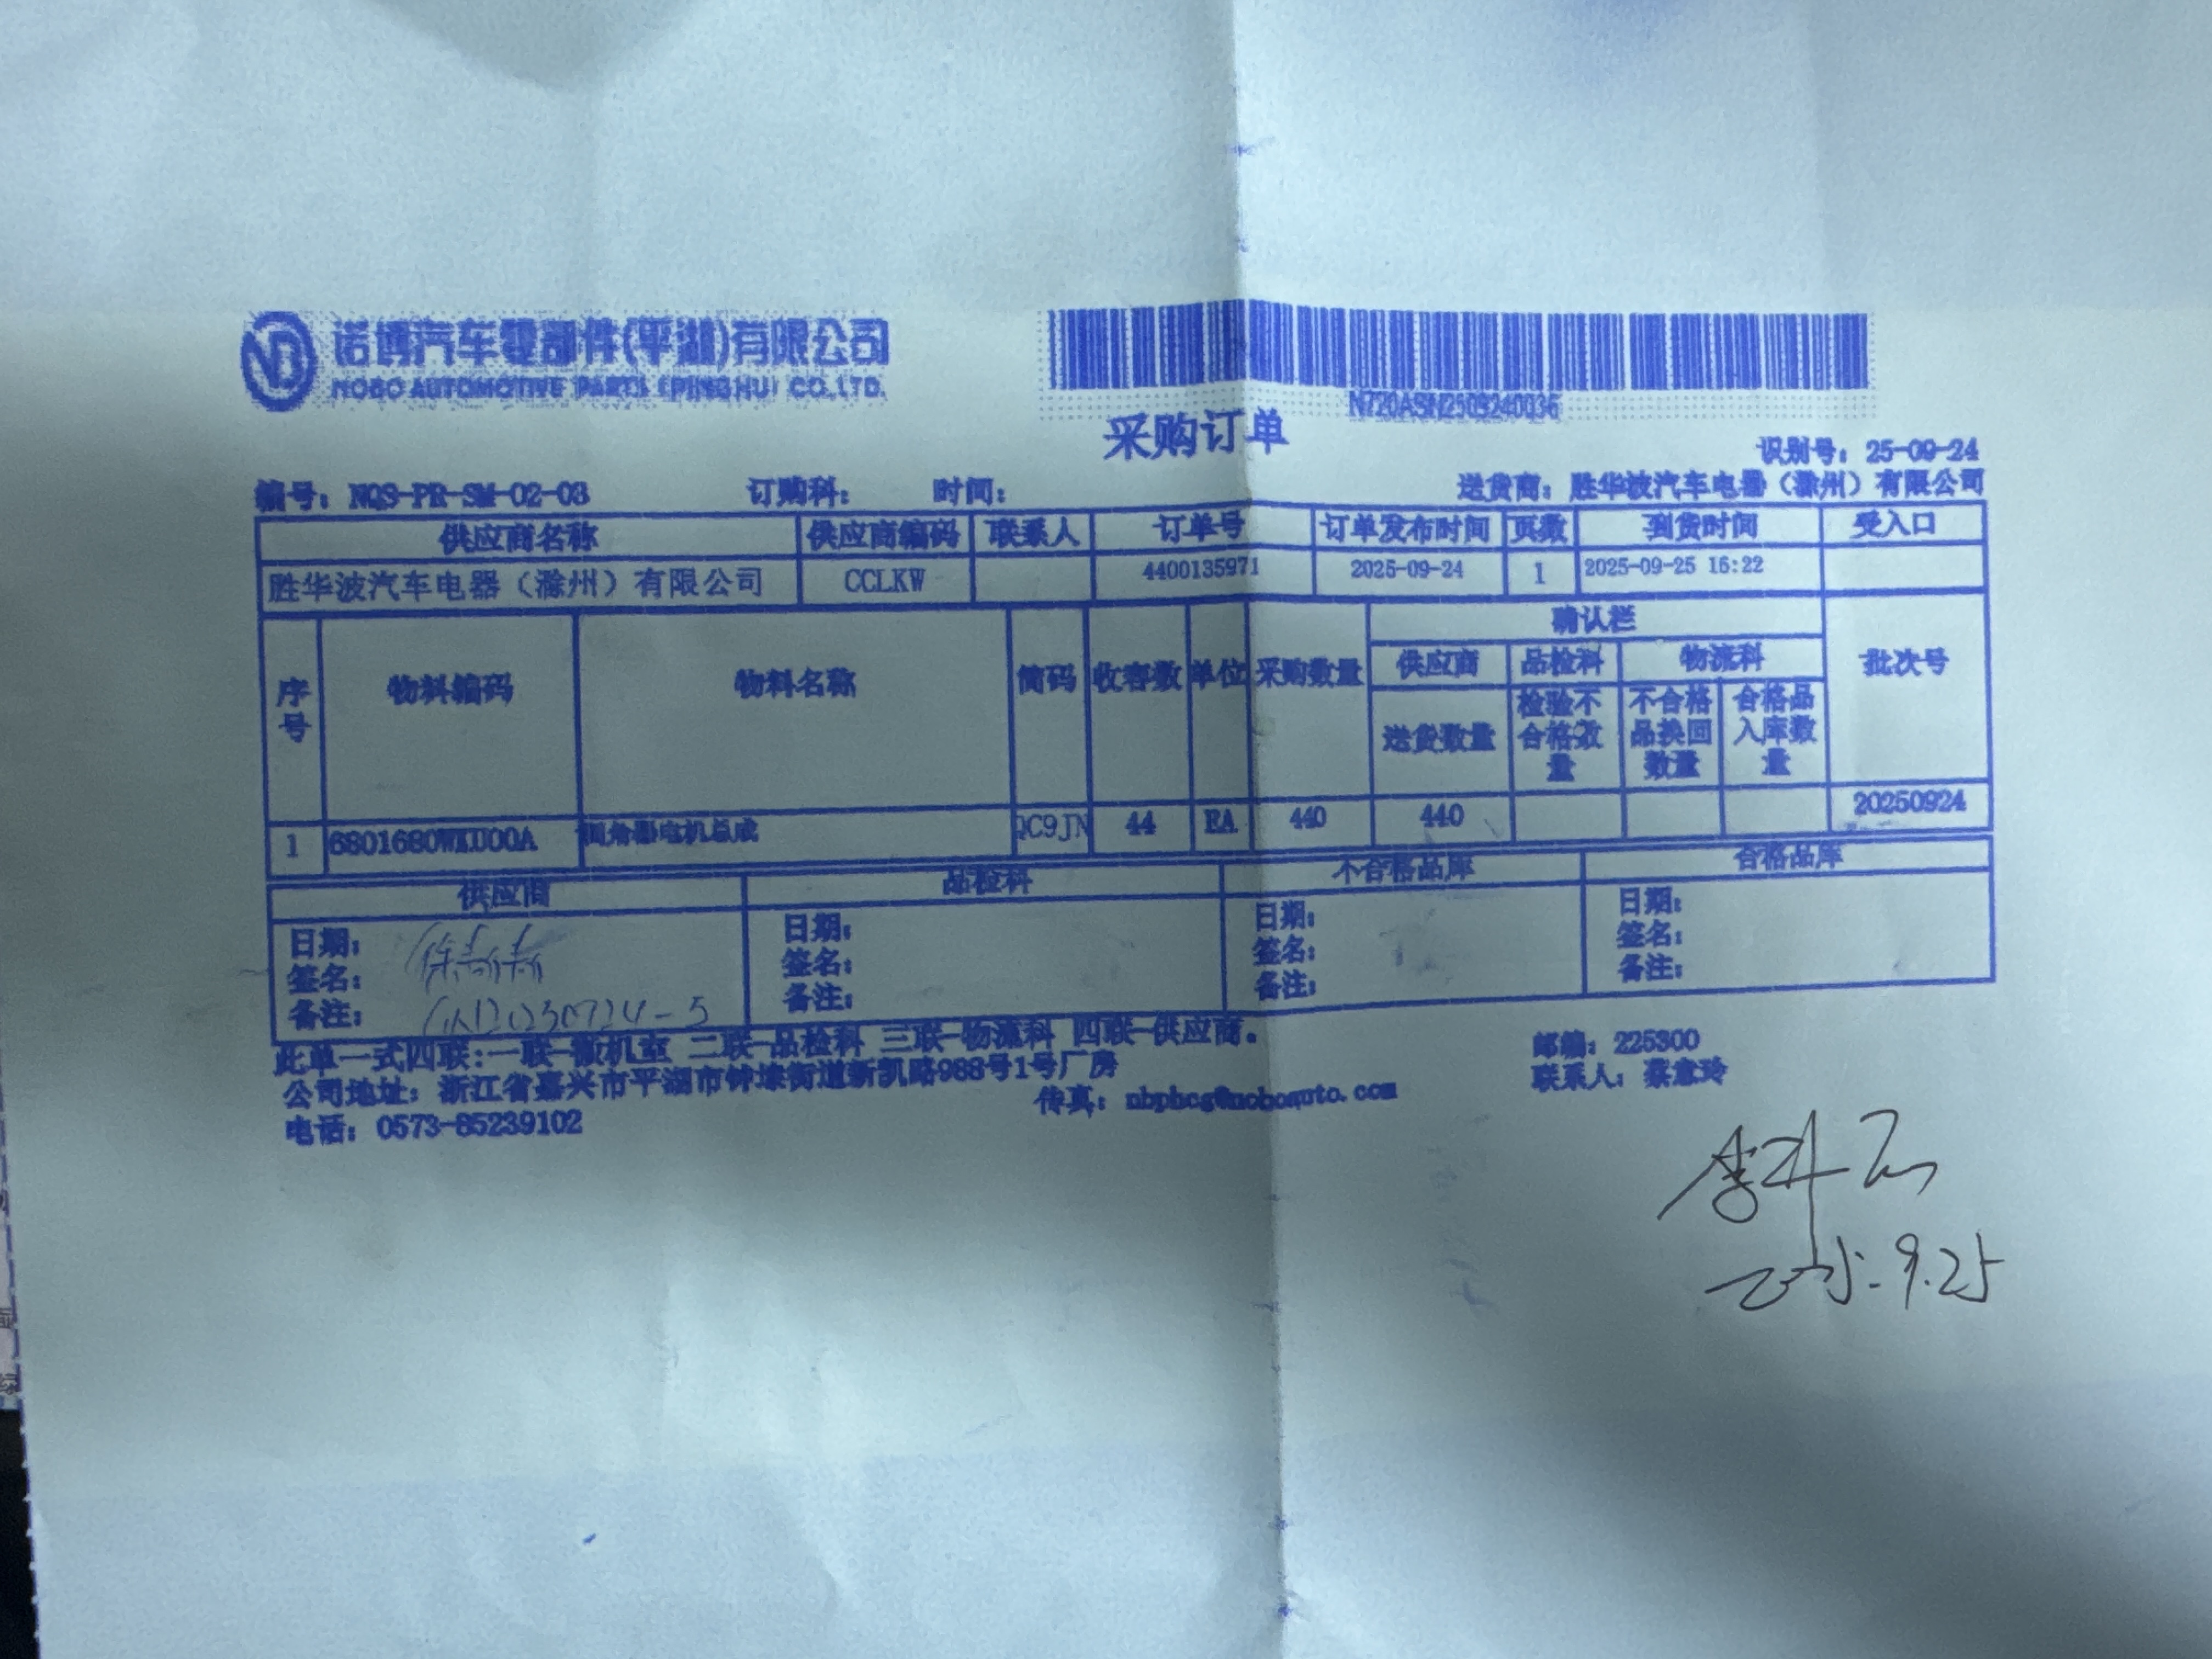 诺博汽车零部件(平湖)有限公司
NOBO AUTOMOTIVE PARTS (PINGHU) CO.,LTD.
N720ASN2509240036
采购订单
识别号：25-09-24
编号：NQS-PR-SM-02-03 订购科： 时间： 送货商：胜华波汽车电器（滁州）有限公司
供应商名称 供应商编码 联系人 订单号 订单发布时间 页数 到货时间 受入口
胜华波汽车电器（滁州）有限公司 CCLKW 4400135971 2025-09-24 1 2025-09-25 16:22
序号 物料编码 物料名称 简码 收容数 单位 采购数量 确认栏 批次号
供应商 品检科 物流科
送货数量 检验不合格数量 不合格品换回数量 合格品入库数量
1 6801680WKU00A 调角器电机总成 QC9JN 44 EA 440 440 20250924
供应商 品检科 不合格品库 合格品库
日期： 日期： 日期： 日期：
签名： 签名： 签名： 签名：
备注： 备注： 备注： 备注：
此单一式四联:一联-微机室 二联-品检科 三联-物流科 四联-供应商。
邮编：225300
公司地址：浙江省嘉兴市平湖市钟埭街道新凯路988号1号厂房
联系人：蔡意玲
电话：0573-85239102 传真：nbphcg@noboauto.com
2025.9.25